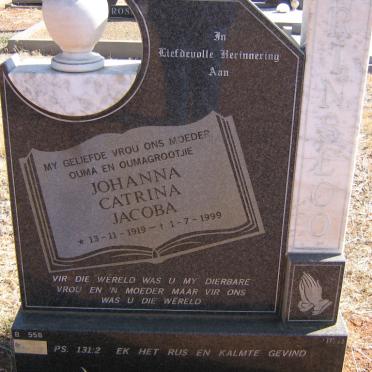 In
Liefdevolle Herinnering
Aan
MY GELIEFDE VROU ONS MOEDER
OUMA EN OUMAGROOTJIE
JOHANNA
CATRINA
JACOBA
* 13-11-1919 - † 1-7-1999
VIR DIE WERELD WAS U MY DIERBARE
VROU EN 'N MOEDER MAAR VIR ONS
WAS U DIE WERELD
B 558
PS. 131:2 EK HET RUS EN KALMTE GEVIND